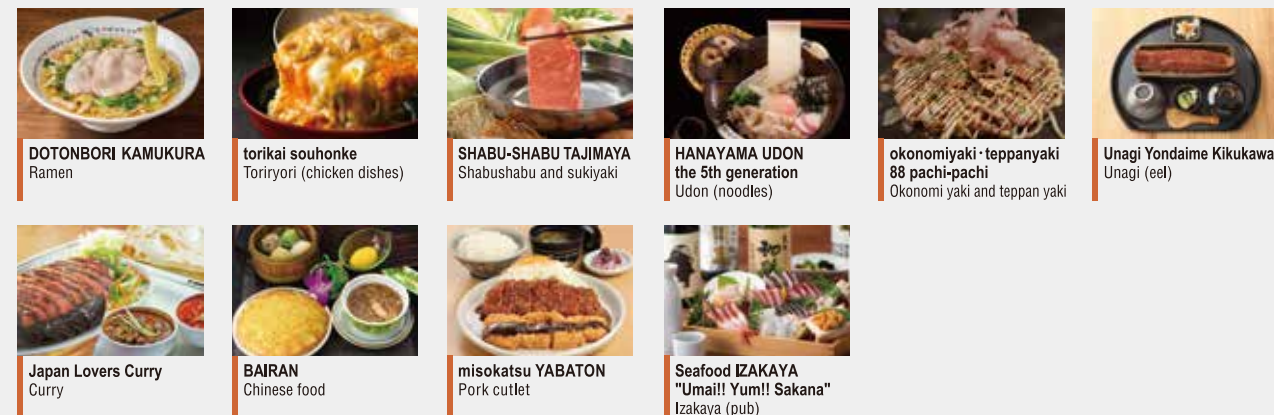 DOTONBORI KAMUKURA
Ramen
torikai souhonke
Toriryori (chicken dishes)
SHABU-SHABU TAJIMAYA
Shabushabu and sukiyaki
HANAYAMA UDON
the 5th generation
Udon (noodles)
okonomiyaki・teppanyaki
88 pachi-pachi
Okonomi yaki and teppan yaki
Unagi Yondaime Kikukawa
Unagi (eel)
Japan Lovers Curry
Curry
BAIRAN
Chinese food
misokatsu YABATON
Pork cutlet
Seafood IZAKAYA
"Umai!! Yum!! Sakana"
Izakaya (pub)